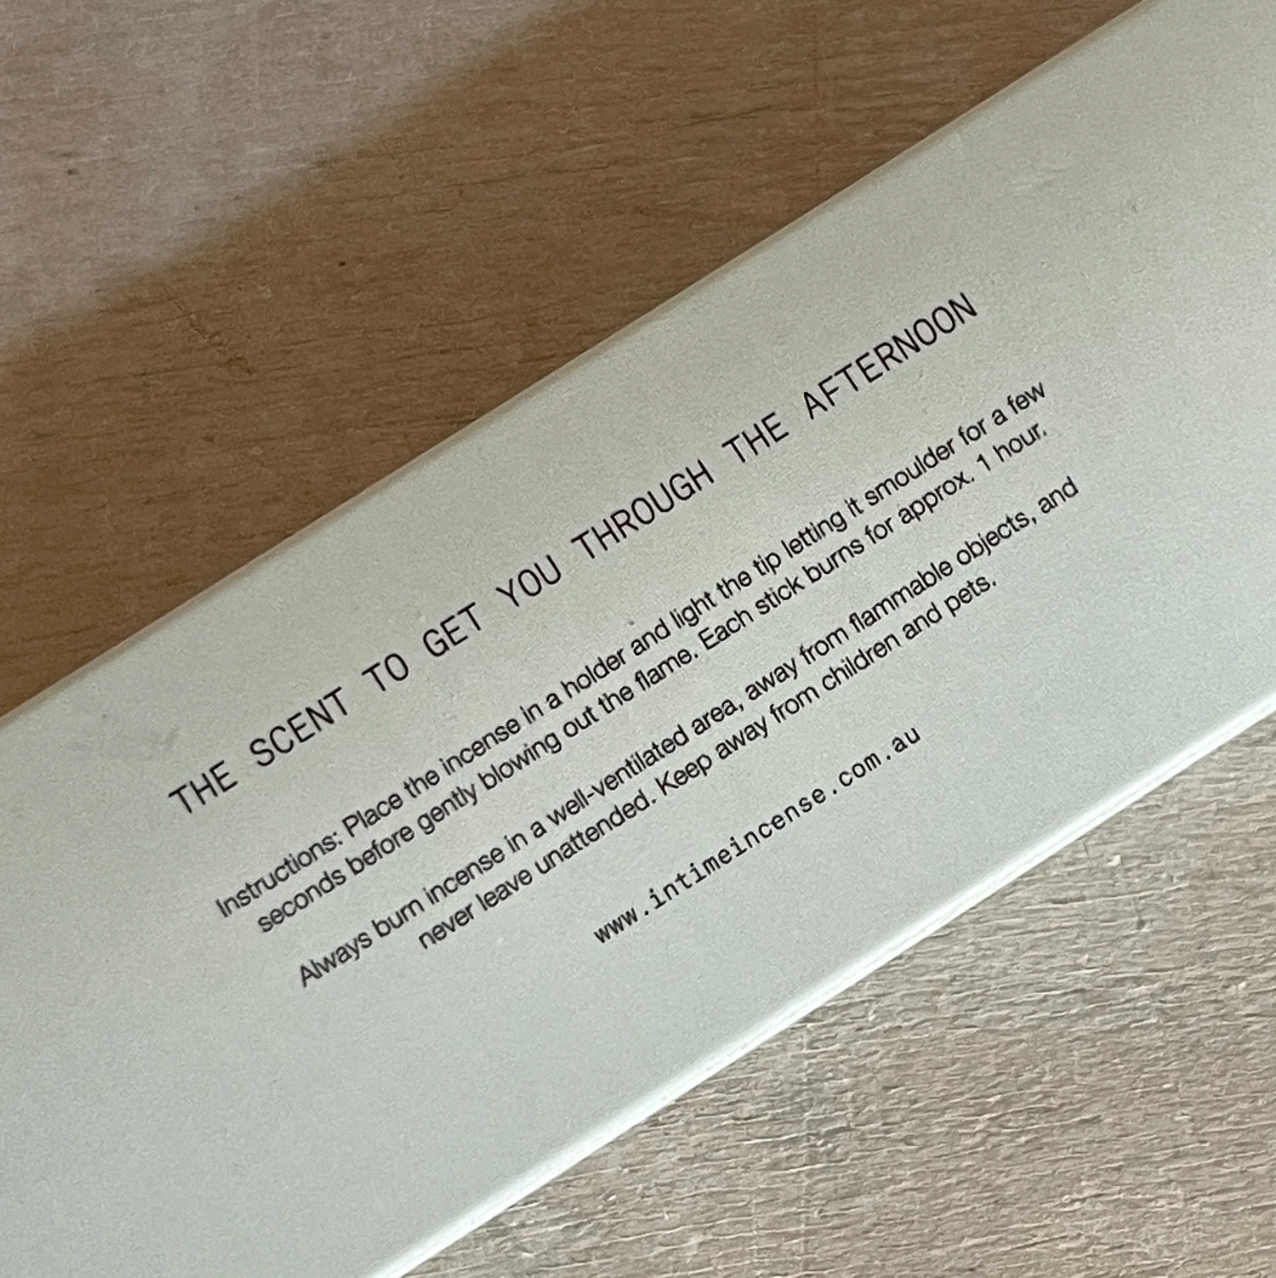 THE SCENT TO GET YOU THROUGH THE AFTERNOON
Instructions: Place the incense in a holder and light the tip letting it smoulder for a few
seconds before gently blowing out the flame. Each stick burns for approx. 1 hour.
Always burn incense in a well-ventilated area, away from flammable objects, and
never leave unattended. Keep away from children and pets.
www.intimeincense.com.au